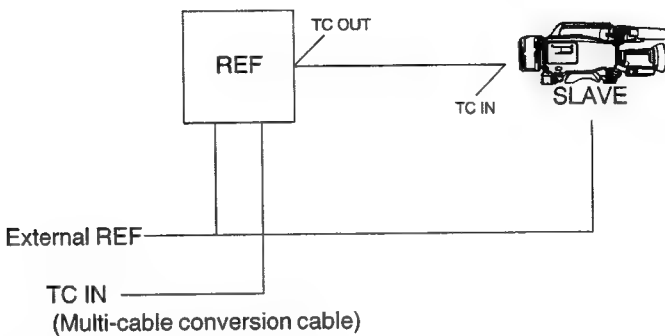 TC OUT
REF
TC IN
SLAVE
External REF
TC IN
(Multi-cable conversion cable)